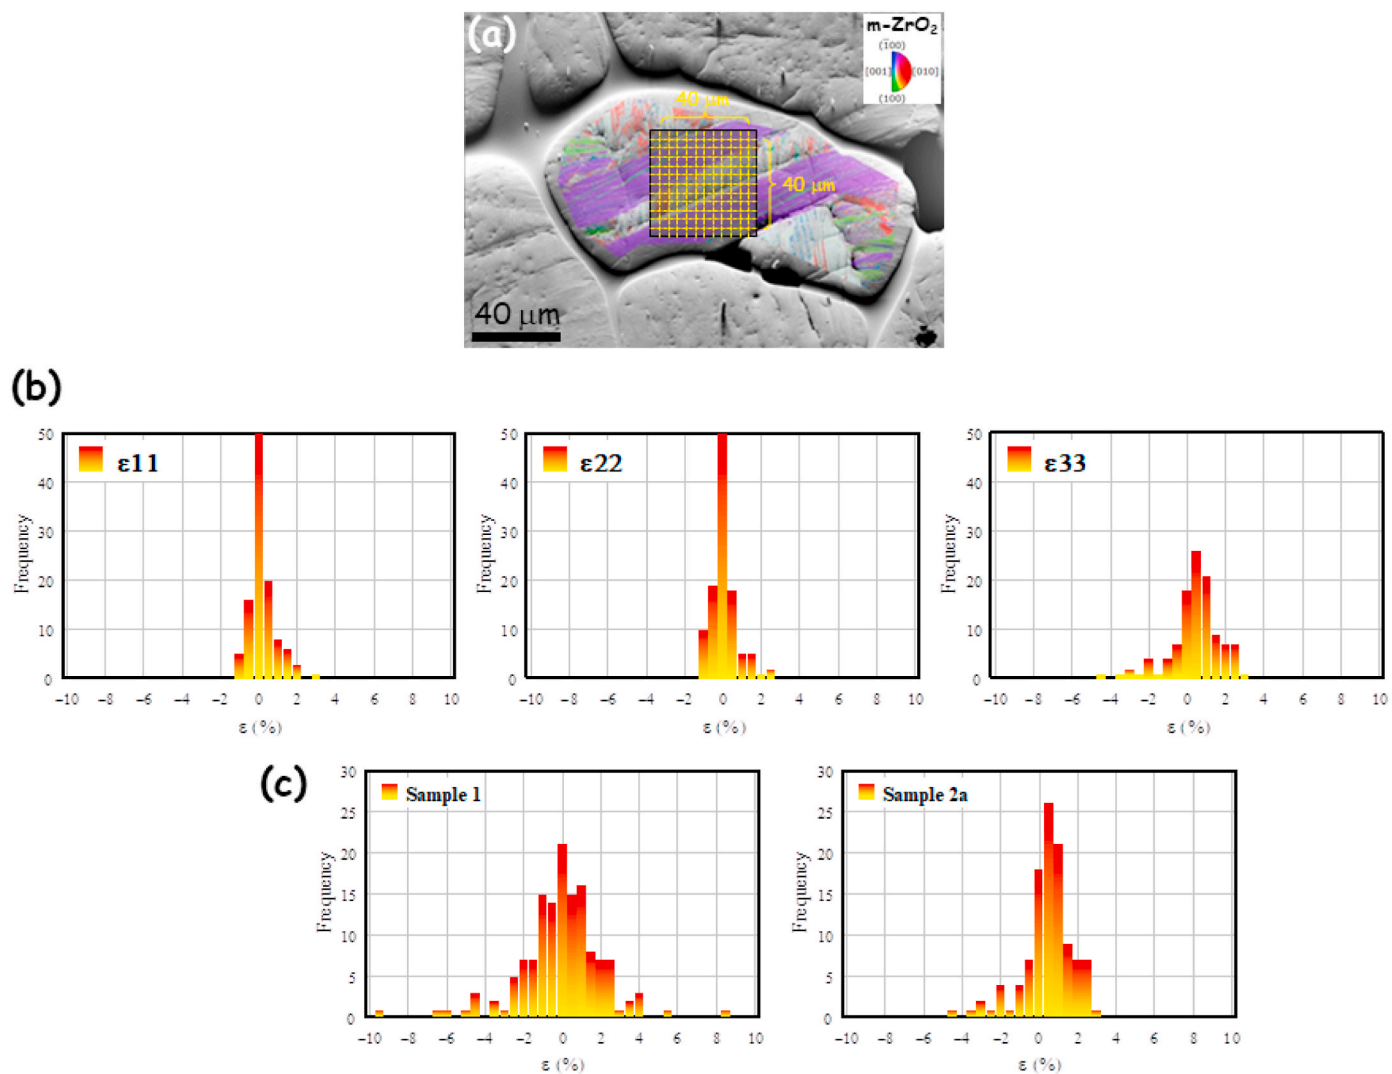 (a)
m-ZrO₂
(1̅00)
[001] [010]
(100)
40 µm
40 µm
40 µm
(b)
ε11
Frequency
50
40
30
20
10
0
−10 −8 −6 −4 −2 0 2 4 6 8 10
ε (%)
ε22
Frequency
50
40
30
20
10
0
−10 −8 −6 −4 −2 0 2 4 6 8 10
ε (%)
ε33
Frequency
50
40
30
20
10
0
−10 −8 −6 −4 −2 0 2 4 6 8 10
ε (%)
(c)
Sample 1
Frequency
30
25
20
15
10
5
0
−10 −8 −6 −4 −2 0 2 4 6 8 10
ε (%)
Sample 2a
Frequency
30
25
20
15
10
5
0
−10 −8 −6 −4 −2 0 2 4 6 8 10
ε (%)